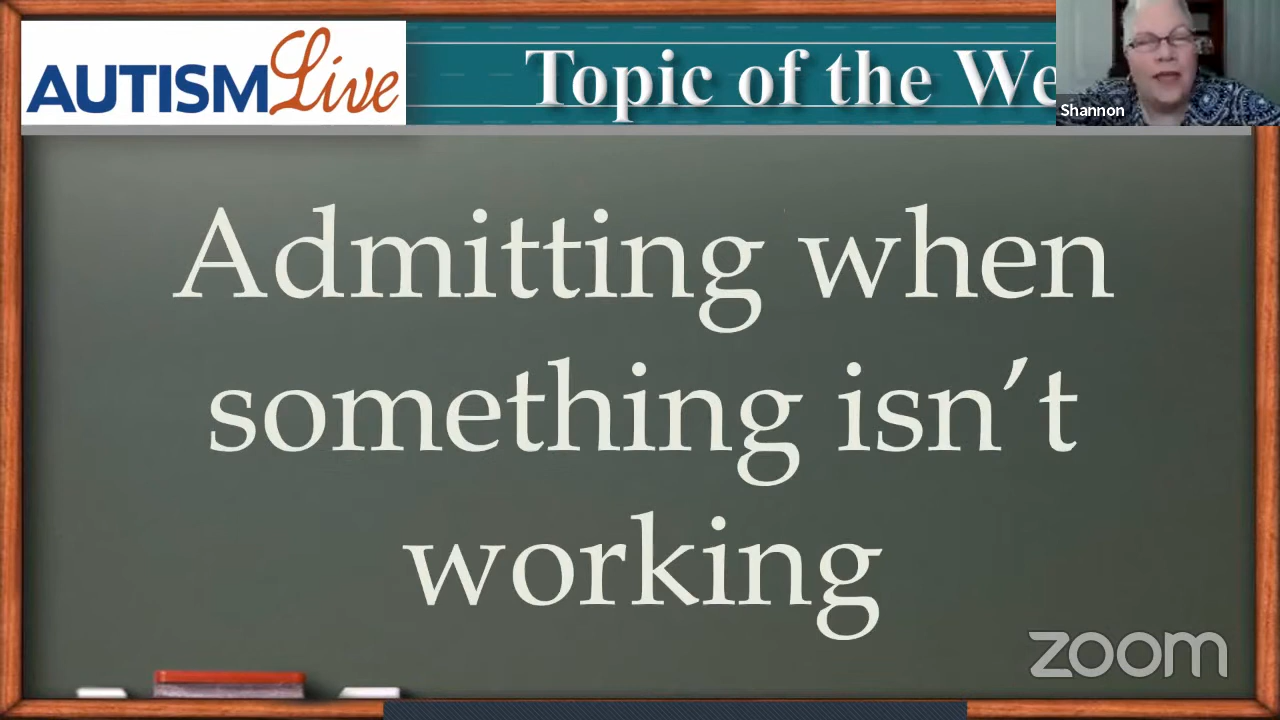 AUTISMLive
Topic of the We
Shannon
Admitting when
something isn’t
working
zoom